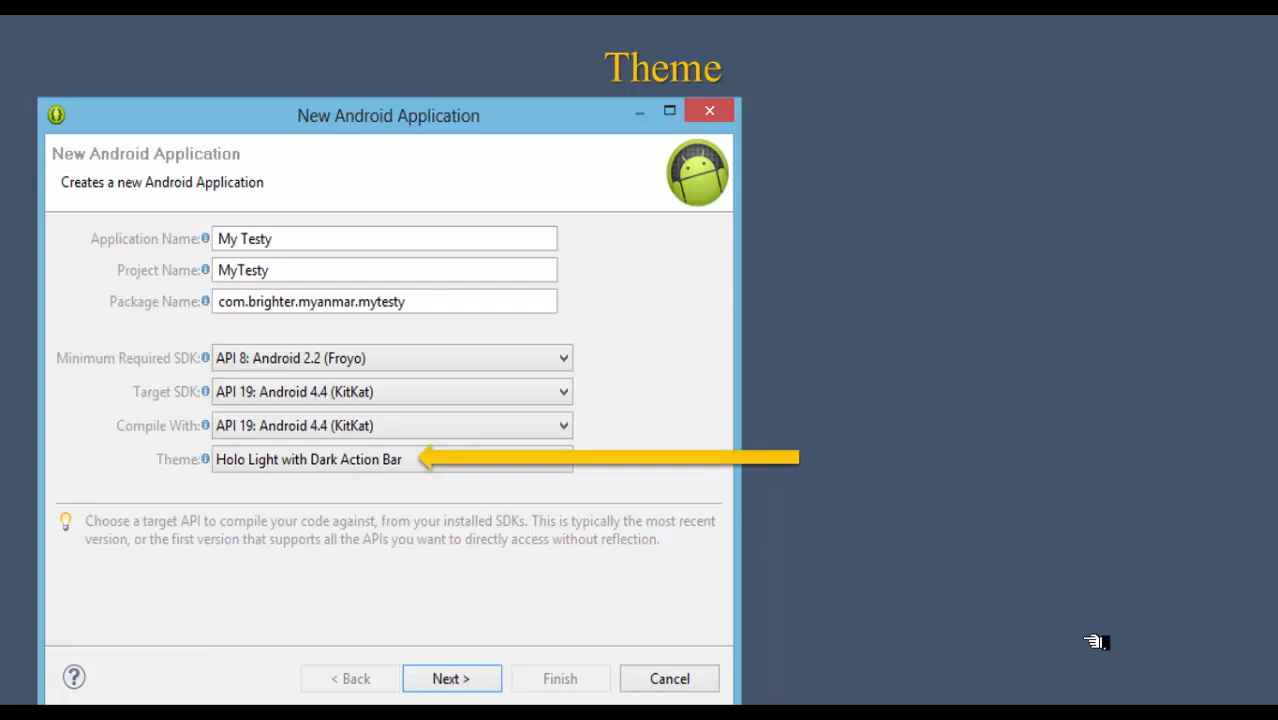 Theme
New Android Application
New Android Application
Creates a new Android Application
Application Name: My Testy
Project Name: MyTesty
Package Name: com.brighter.myanmar.mytesty
Minimum Required SDK: API 8: Android 2.2 (Froyo)
Target SDK: API 19: Android 4.4 (KitKat)
Compile With: API 19: Android 4.4 (KitKat)
Theme: Holo Light with Dark Action Bar
Choose a target API to compile your code against, from your installed SDKs. This is typically the most recent
version, or the first version that supports all the APIs you want to directly access without reflection.
< Back Next > Finish Cancel